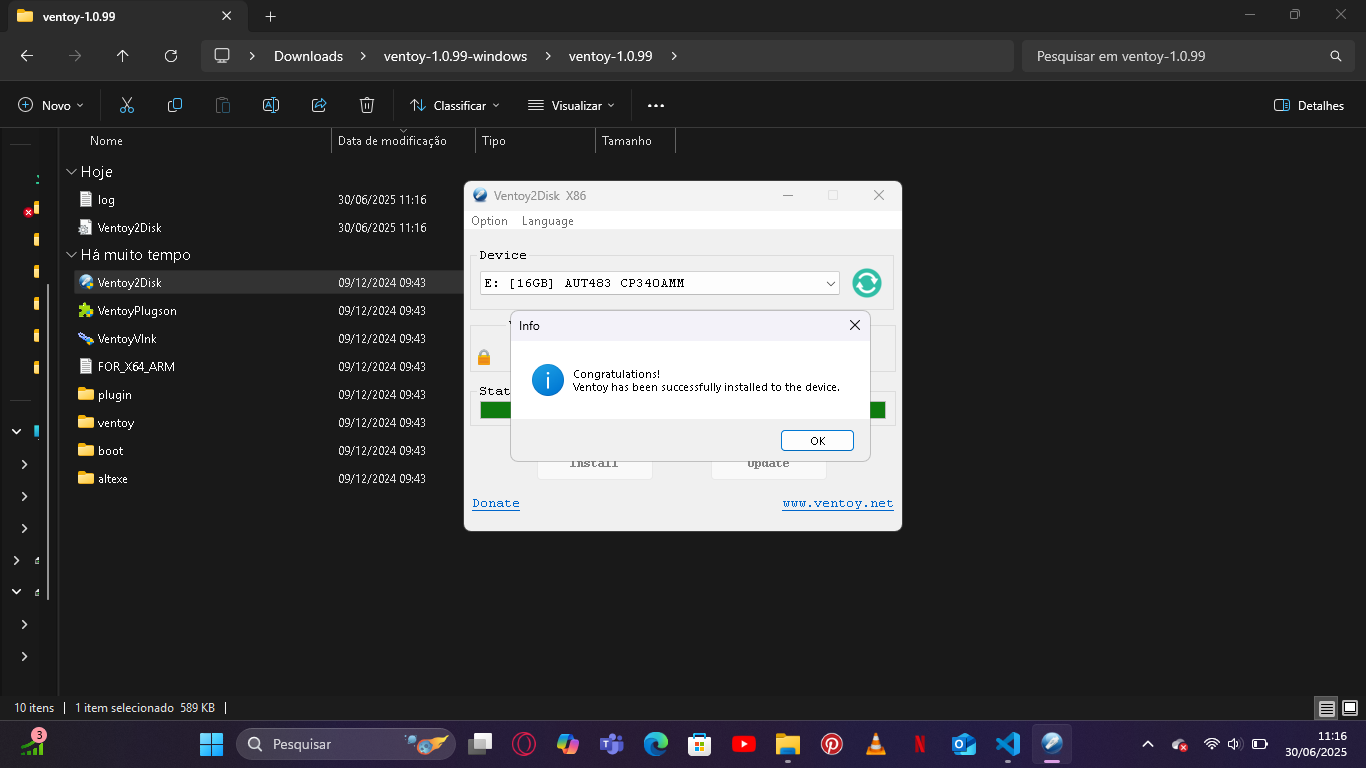 ventoy-1.0.99
Downloads
ventoy-1.0.99-windows
ventoy-1.0.99
Pesquisar em ventoy-1.0.99
Novo
Classificar
Visualizar
Detalhes
Nome
Data de modificação
Tipo
Tamanho
Hoje
log 30/06/2025 11:16
Ventoy2Disk 30/06/2025 11:16
Há muito tempo
Ventoy2Disk 09/12/2024 09:43
VentoyPlugson 09/12/2024 09:43
VentoyVlnk 09/12/2024 09:43
FOR_X64_ARM 09/12/2024 09:43
plugin 09/12/2024 09:43
ventoy 09/12/2024 09:43
boot 09/12/2024 09:43
altexe 09/12/2024 09:43
Ventoy2Disk X86
Option Language
Device
E: [16GB] AUT483 CP340AMM
Info
Congratulations!
Ventoy has been successfully installed to the device.
OK
Stat
Install Update
Donate www.ventoy.net
10 itens
1 item selecionado 589 KB
3
Pesquisar
11:16
30/06/2025